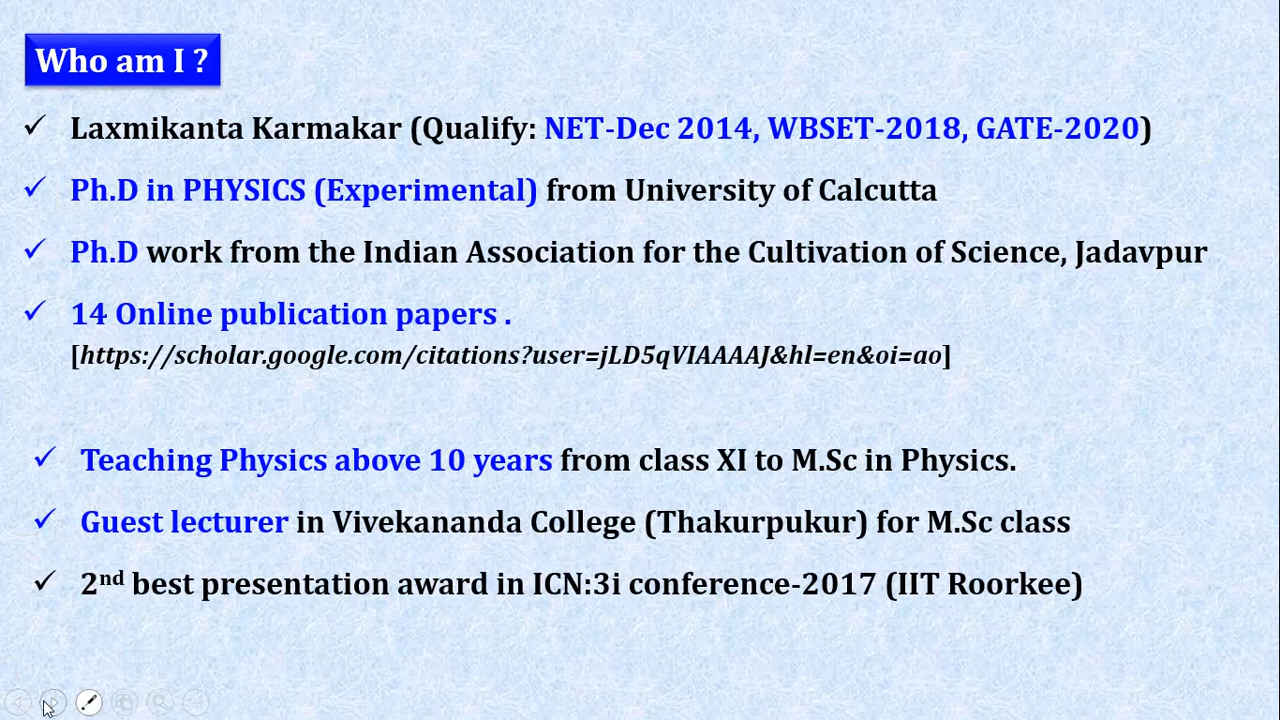 Who am I ?
✓ Laxmikanta Karmakar (Qualify: NET-Dec 2014, WBSET-2018, GATE-2020)
✓ Ph.D in PHYSICS (Experimental) from University of Calcutta
✓ Ph.D work from the Indian Association for the Cultivation of Science, Jadavpur
✓ 14 Online publication papers .
[https://scholar.google.com/citations?user=jLD5qVIAAAAJ&hl=en&oi=ao]
✓ Teaching Physics above 10 years from class XI to M.Sc in Physics.
✓ Guest lecturer in Vivekananda College (Thakurpukur) for M.Sc class
✓ 2nd best presentation award in ICN:3i conference-2017 (IIT Roorkee)